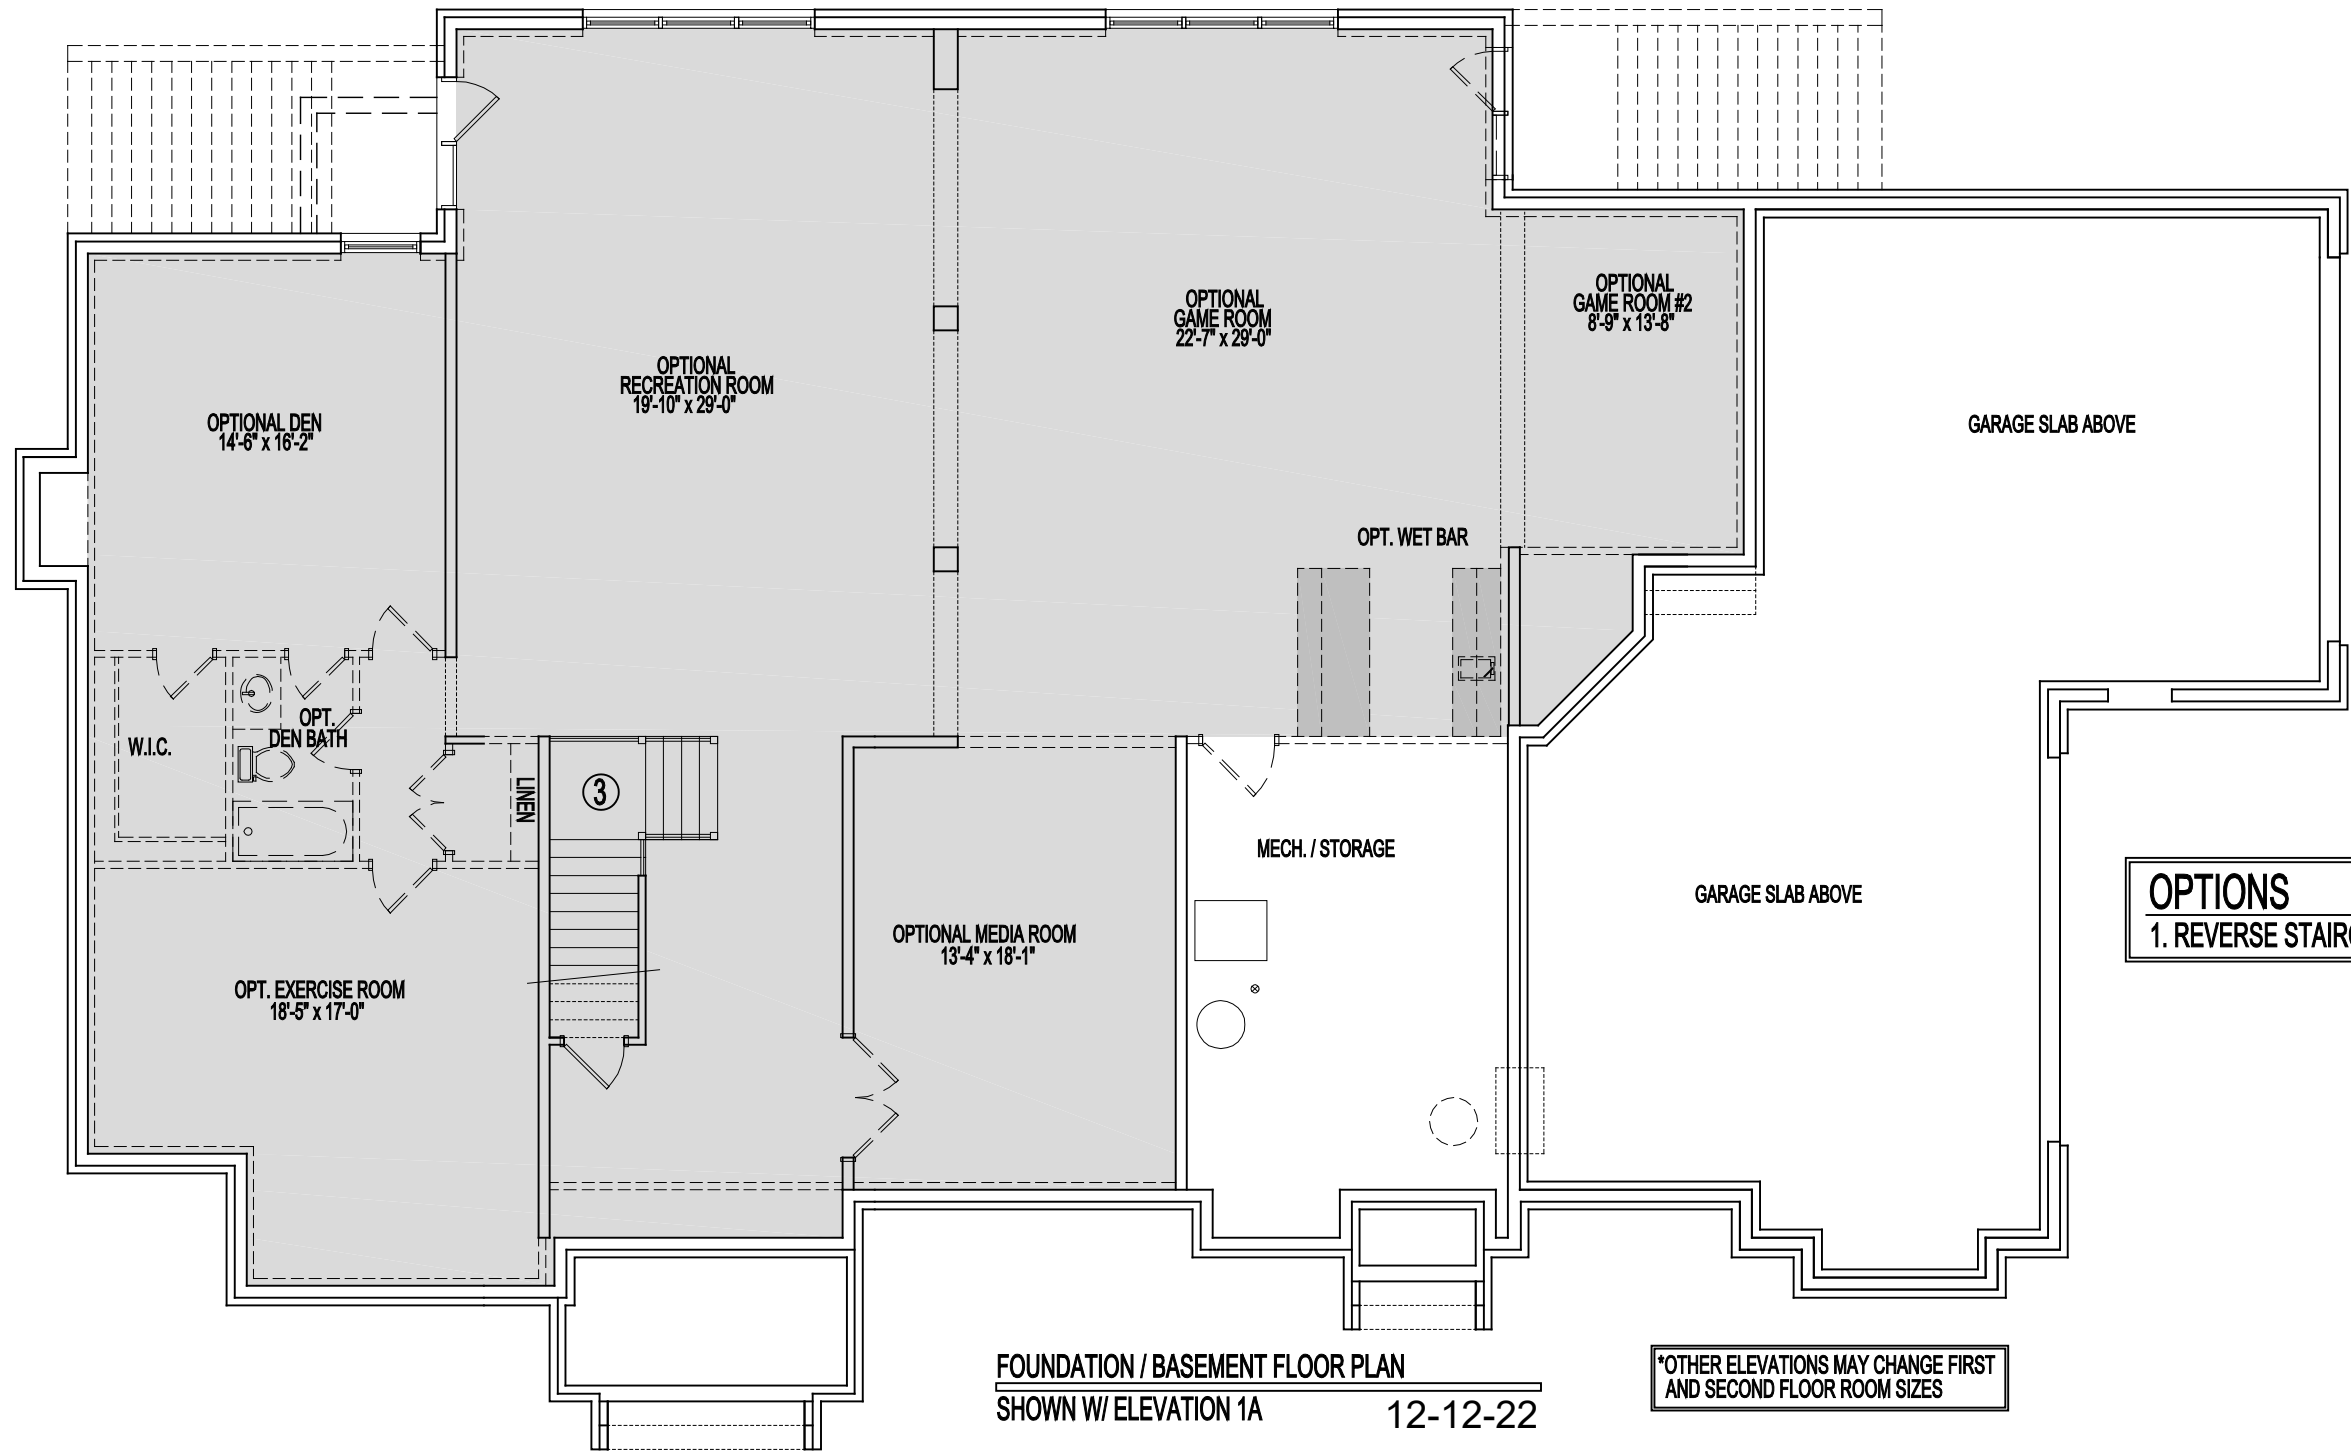 OPTIONAL
GAME ROOM #2
8'-9" x 13'-8"
OPTIONAL
GAME ROOM
22'-7" x 29'-0"
OPTIONAL
RECREATION ROOM
19'-10" x 29'-0"
OPTIONAL DEN
14'-6" x 16'-2"
GARAGE SLAB ABOVE
OPT. WET BAR
OPT.
DEN BATH
W.I.C.
LINEN
3
MECH. / STORAGE
GARAGE SLAB ABOVE
OPTIONS
1. REVERSE STAIRC
OPTIONAL MEDIA ROOM
13'-4" x 18'-1"
OPT. EXERCISE ROOM
18'-5" x 17'-0"
FOUNDATION / BASEMENT FLOOR PLAN
SHOWN W/ ELEVATION 1A
12-12-22
*OTHER ELEVATIONS MAY CHANGE FIRST
AND SECOND FLOOR ROOM SIZES